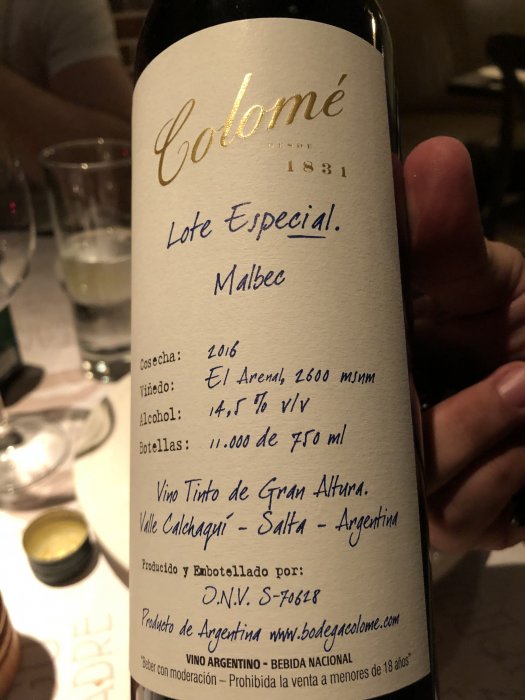 Colomé
DESDE
1831
Lote Especial.
Malbec
Cosecha: 2016
Viñedo: El Arenal, 2600 msnm
Alcohol: 14,5 % v/v
Botellas: 11.000 de 750 ml
Vino Tinto de Gran Altura.
Valle Calchaquí - Salta - Argentina
Producido y Embotellado por:
I.N.V. S-70628
Producto de Argentina www.bodegacolome.com
VINO ARGENTINO - BEBIDA NACIONAL
"Beber con moderación – Prohibida la venta a menores de 18 años"
ADRE